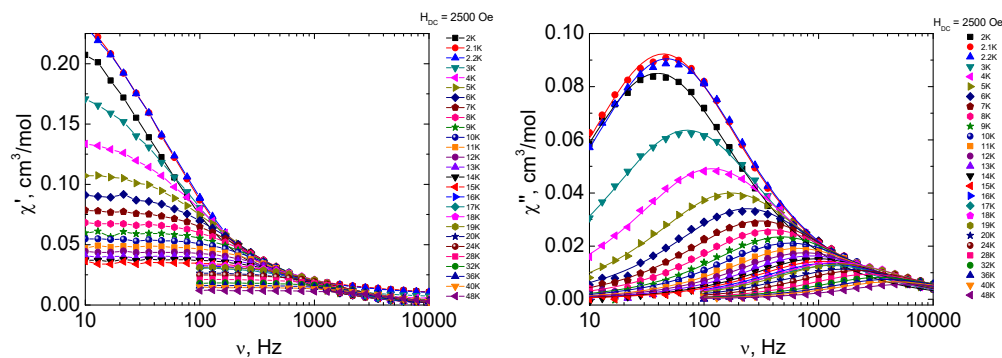 H_DC = 2500 Oe
2K
2.1K
2.2K
3K
4K
5K
6K
7K
8K
9K
10K
11K
12K
13K
14K
15K
16K
17K
18K
19K
20K
24K
28K
32K
36K
40K
48K
0.20
0.15
0.10
0.05
0.00
χ', cm³/mol
10 100 1000 10000
ν, Hz
H_DC = 2500 Oe
2K
2.1K
2.2K
3K
4K
5K
6K
7K
8K
9K
10K
11K
12K
13K
14K
15K
16K
17K
18K
19K
20K
24K
28K
32K
36K
40K
48K
0.10
0.08
0.06
0.04
0.02
0.00
χ'', cm³/mol
10 100 1000 10000
ν, Hz